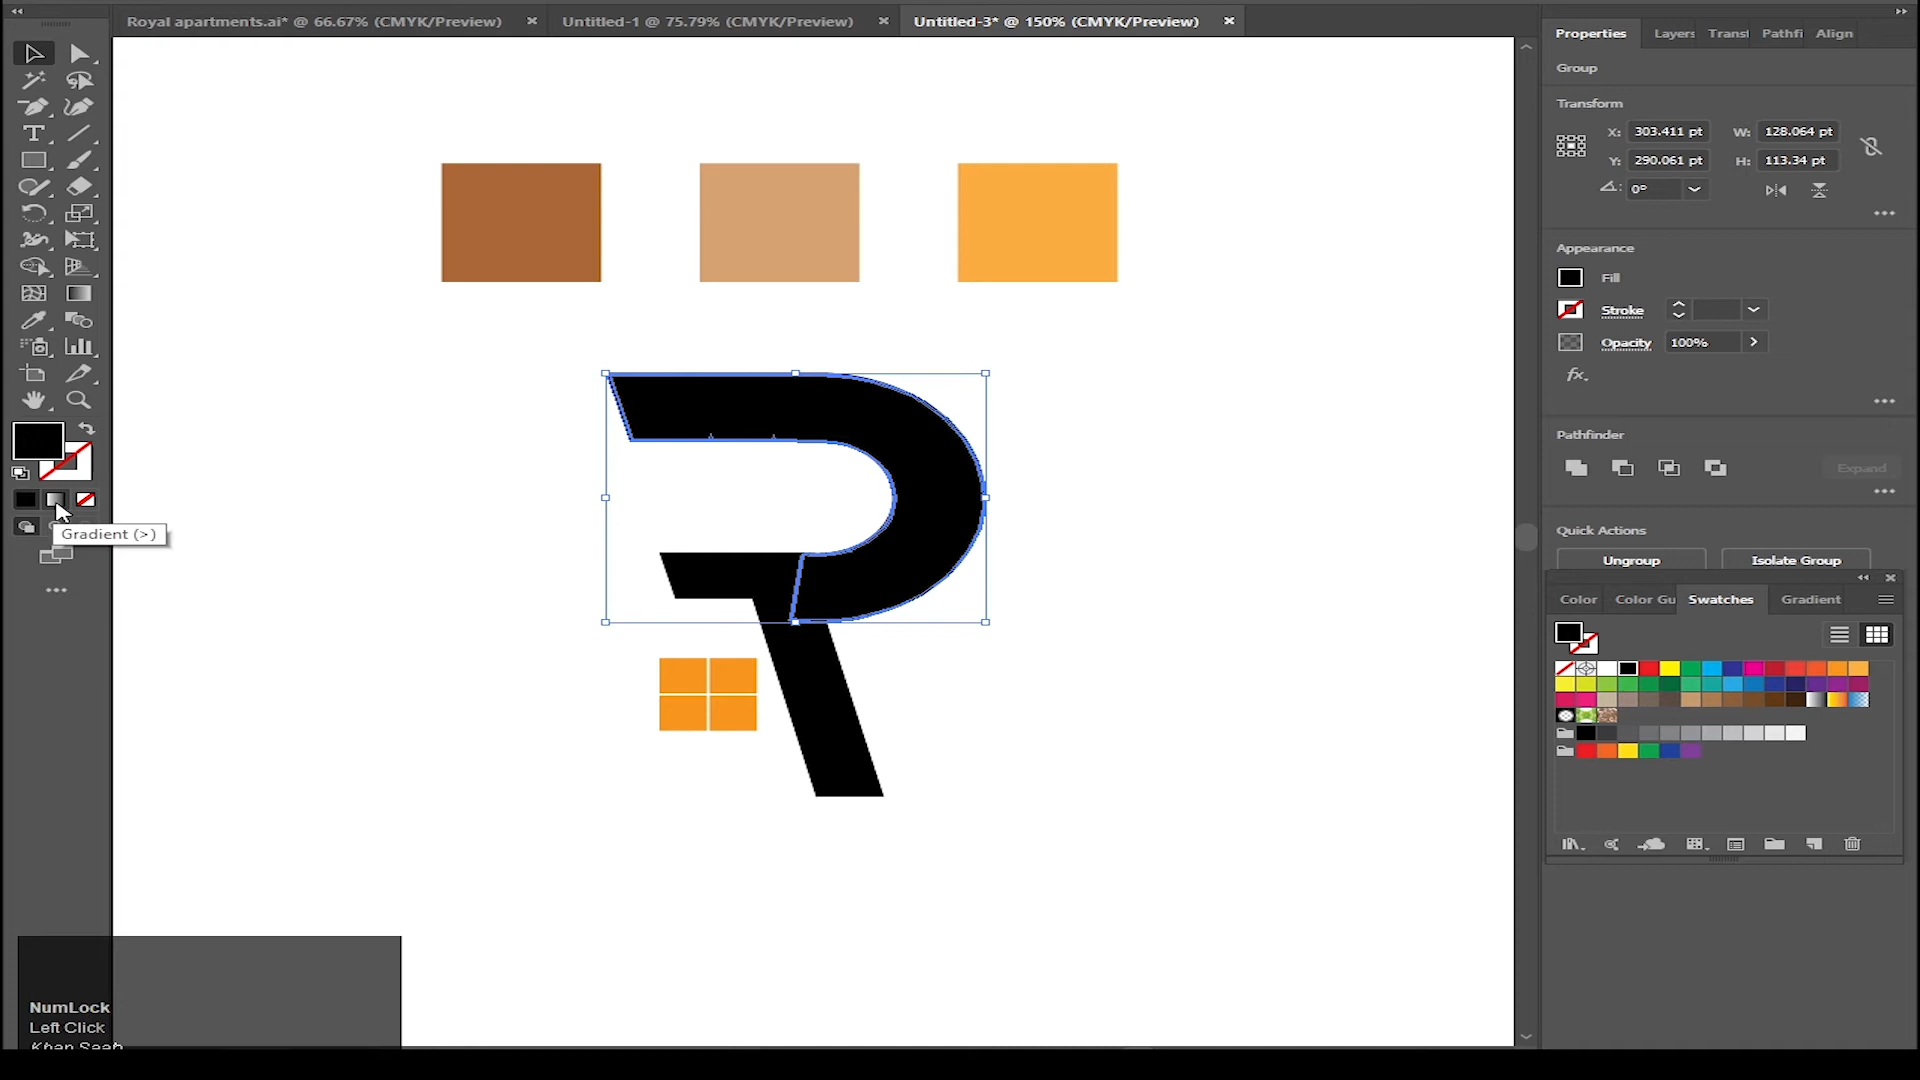 Royal apartments.ai* @ 66.67% (CMYK/Preview)
Untitled-1 @ 75.79% (CMYK/Preview)
Untitled-3* @ 150% (CMYK/Preview)
Properties
Layers
Transf
Pathfi
Align
Group
Transform
X: 303.411 pt
W: 128.064 pt
Y: 290.061 pt
H: 113.34 pt
0°
Appearance
Fill
Stroke
Opacity
100%
fx
Pathfinder
Expand
Quick Actions
Ungroup
Isolate Group
Color
Color Gu
Swatches
Gradient
Gradient (>)
R
NumLock
Left Click
Khan Saab